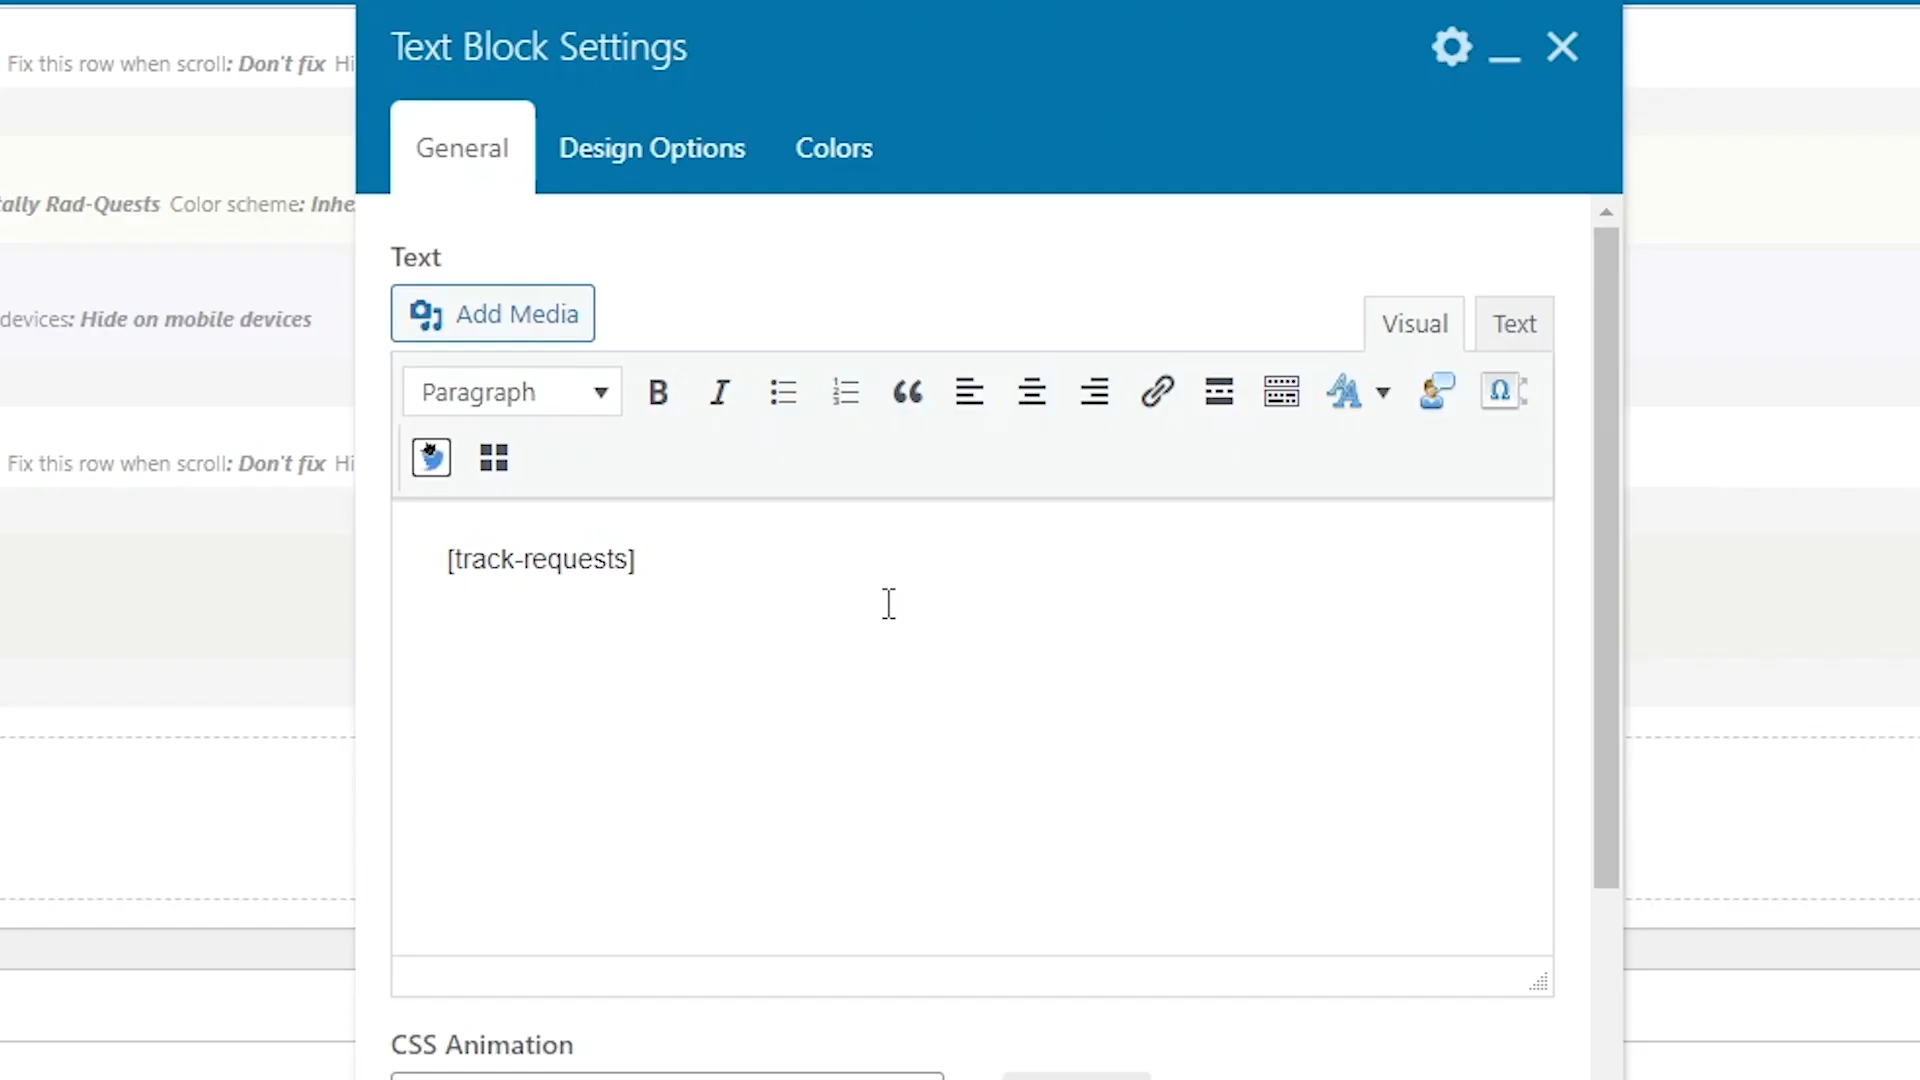 Text Block Settings
Fix this row when scroll: Don't fix Hi
General Design Options Colors
Rad-Quests Color scheme: Inhe
Text
devices: Hide on mobile devices
Add Media
Visual Text
Paragraph
Fix this row when scroll: Don't fix Hi
[track-requests]
CSS Animation